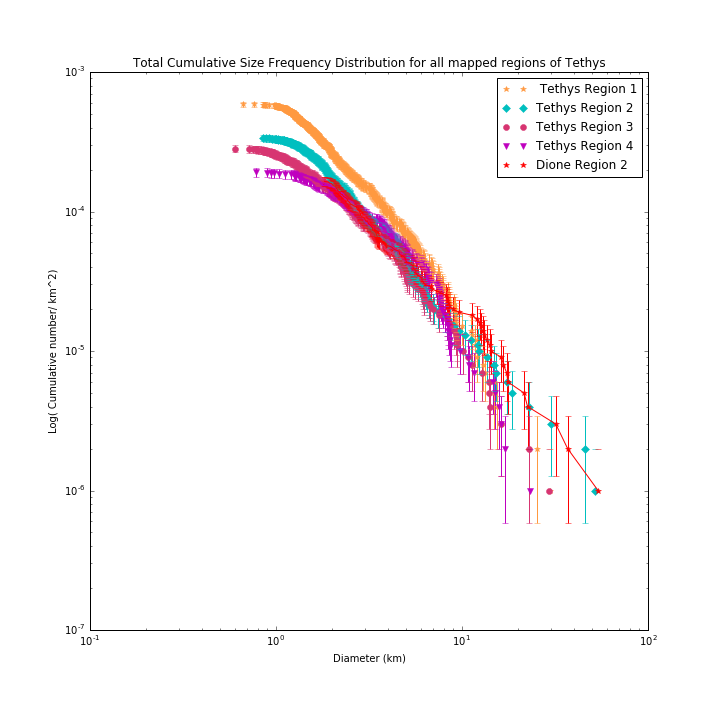 Total Cumulative Size Frequency Distribution for all mapped regions of Tethys
10^-3
Tethys Region 1
Tethys Region 2
Tethys Region 3
Tethys Region 4
Dione Region 2
10^-4
10^-5
10^-6
10^-7
Log( Cumulative number/ km^2)
10^-1
10^0
10^1
10^2
Diameter (km)